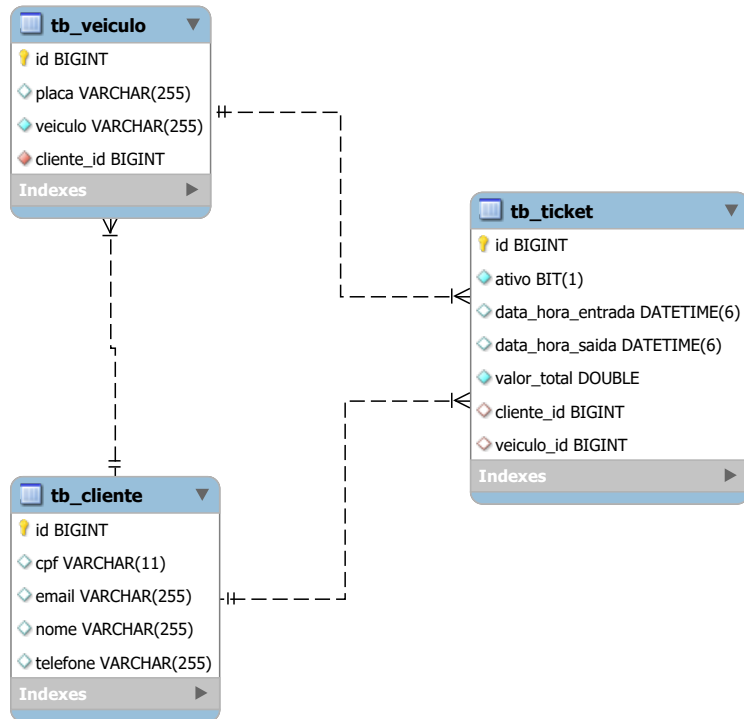 tb_veiculo
id BIGINT
placa VARCHAR(255)
veiculo VARCHAR(255)
cliente_id BIGINT
Indexes
tb_ticket
id BIGINT
ativo BIT(1)
data_hora_entrada DATETIME(6)
data_hora_saida DATETIME(6)
valor_total DOUBLE
cliente_id BIGINT
veiculo_id BIGINT
Indexes
tb_cliente
id BIGINT
cpf VARCHAR(11)
email VARCHAR(255)
nome VARCHAR(255)
telefone VARCHAR(255)
Indexes